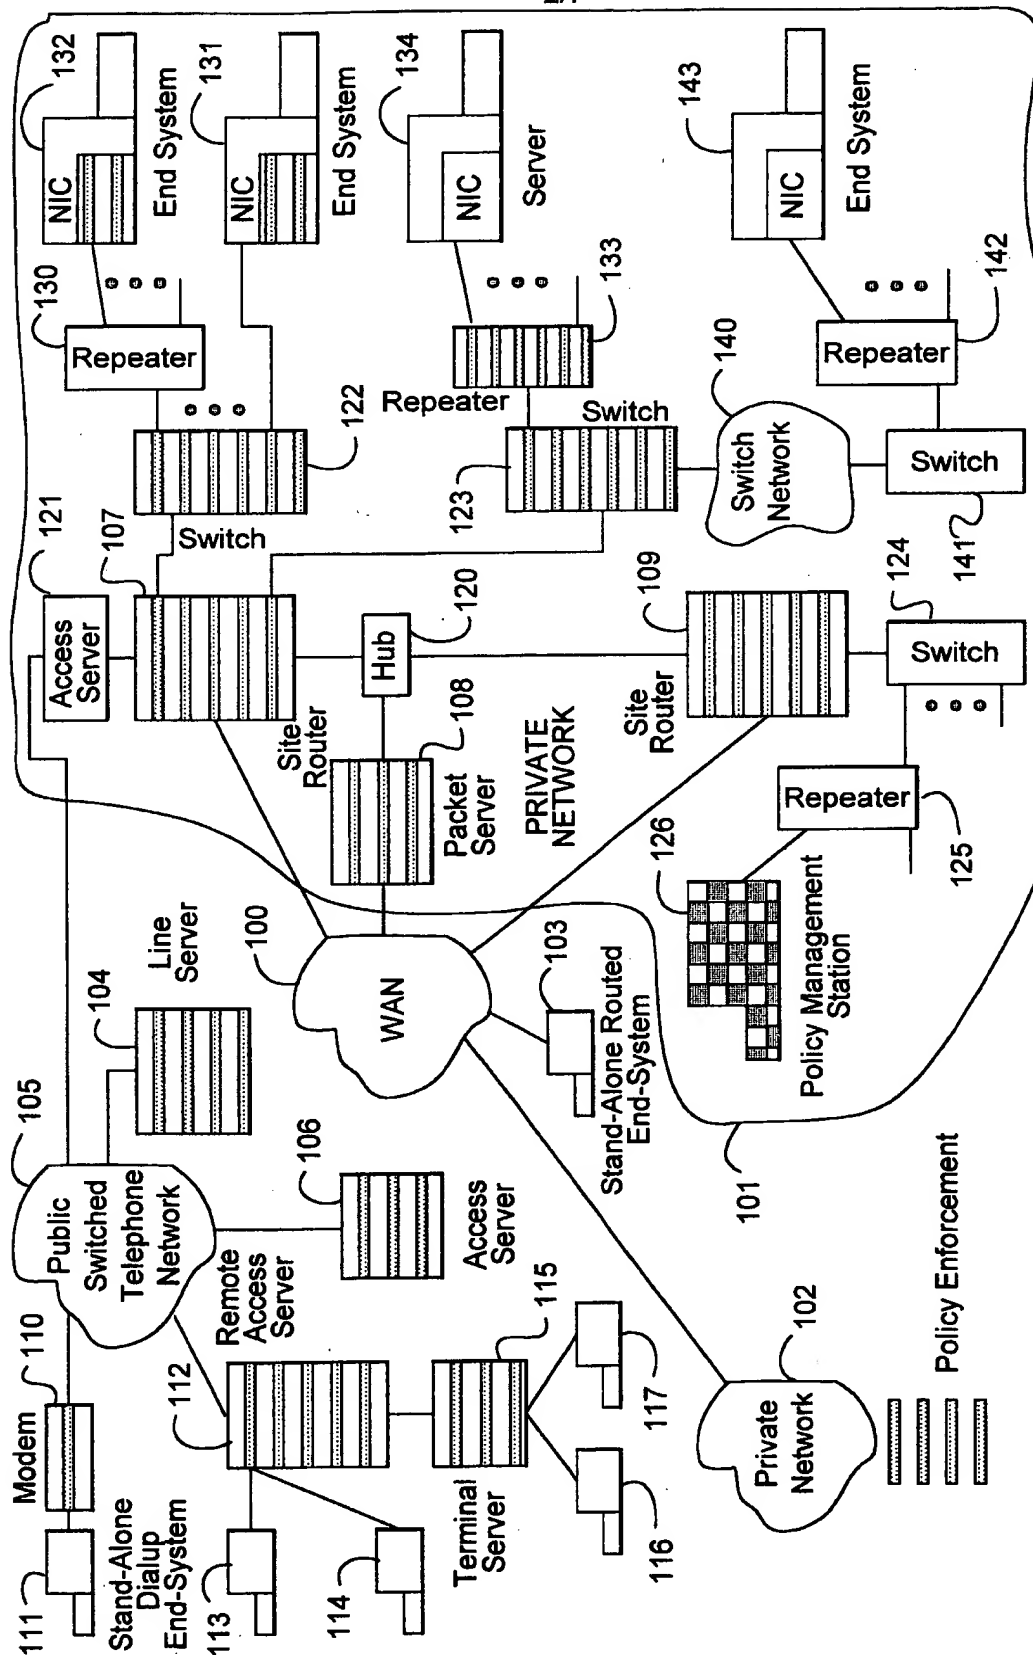 132
NIC
End System
131
NIC
End System
134
NIC
Server
143
NIC
End System
130
Repeater
122
Repeater
133
Switch
140
Switch
Network
Repeater
142
121
Access
Server
107
Switch
123
Switch
141
120
Hub
109
124
Switch
Site
Router
108
Packet
Server
PRIVATE
NETWORK
Site
Router
Repeater
125
126
Policy Management
Station
104
Line
Server
100
WAN
103
Stand-Alone Routed
End-System
101
105
Public
Switched
Telephone
Network
106
Access
Server
Remote
Access
Server
112
115
Terminal
Server
117
116
102
Private
Network
Policy Enforcement
110
Modem
111
Stand-Alone
Dialup
End-System
113
114